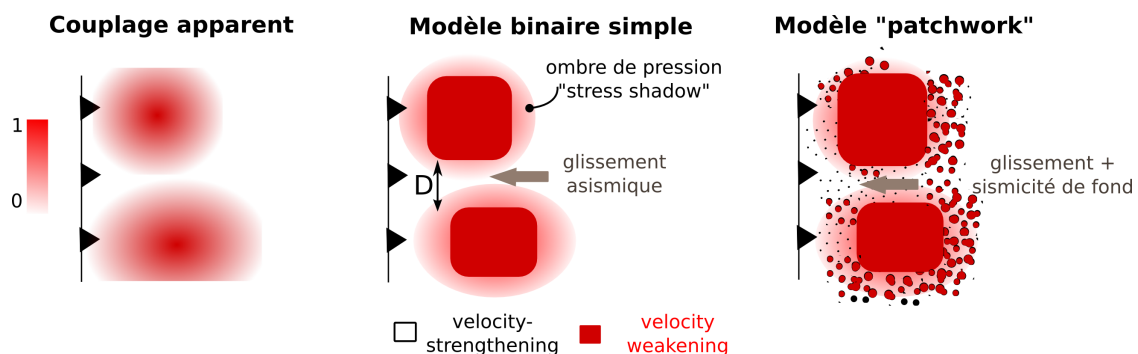 Couplage apparent
1
0
Modèle binaire simple
ombre de pression
"stress shadow"
D
glissement
asismique
velocity-
strengthening
velocity
weakening
Modèle "patchwork"
glissement +
sismicité de fond